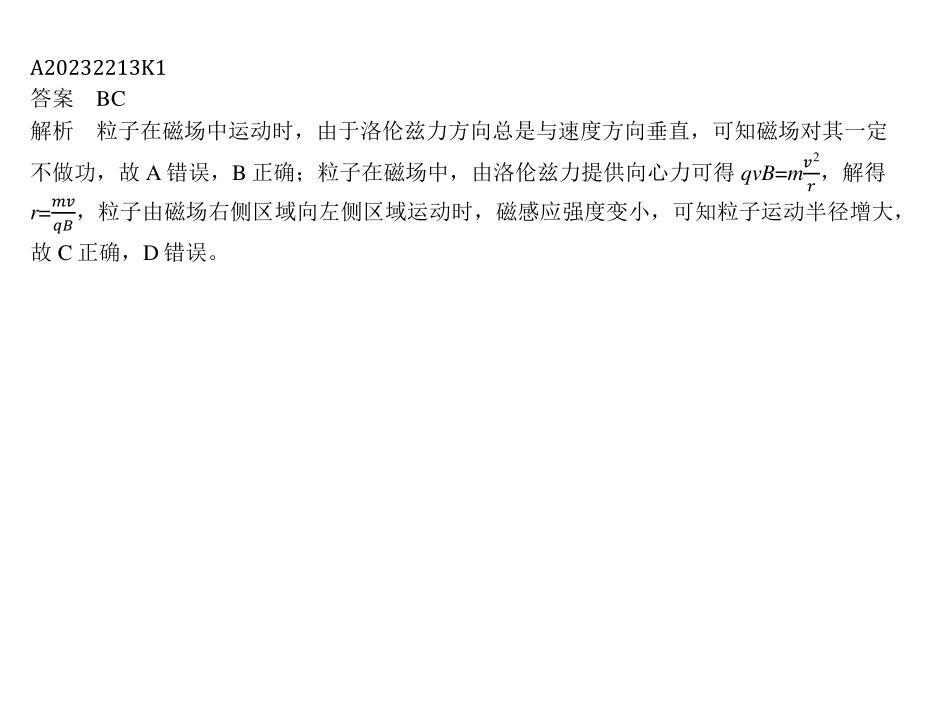 A20232213K1
答案　BC
解析　粒子在磁场中运动时，由于洛伦兹力方向总是与速度方向垂直，可知磁场对其一定
不做功，故 A 错误，B 正确；粒子在磁场中，由洛伦兹力提供向心力可得 qvB=m\frac{v^2}{r}，解得
r=\frac{mv}{qB}，粒子由磁场右侧区域向左侧区域运动时，磁感应强度变小，可知粒子运动半径增大，
故 C 正确，D 错误。